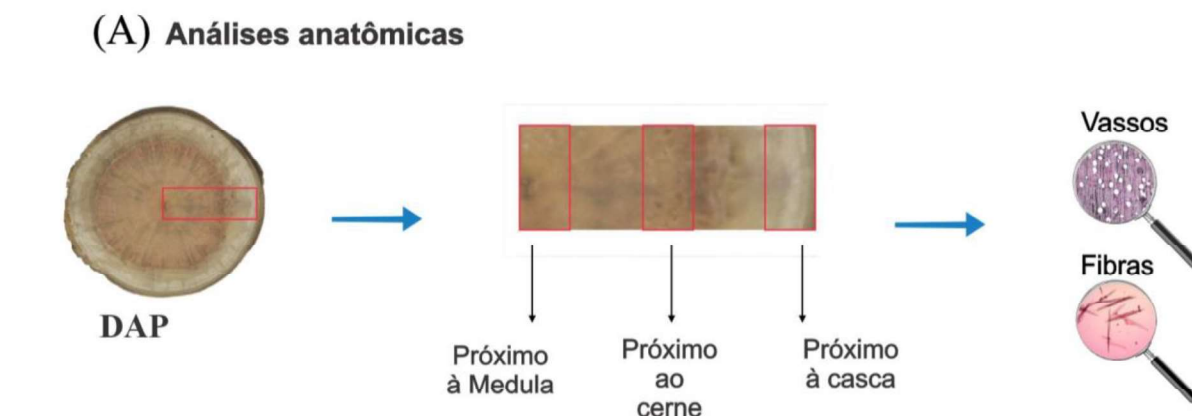 (A) Análises anatômicas
DAP
Próximo
à Medula
Próximo
ao
cerne
Próximo
à casca
Vassos
Fibras